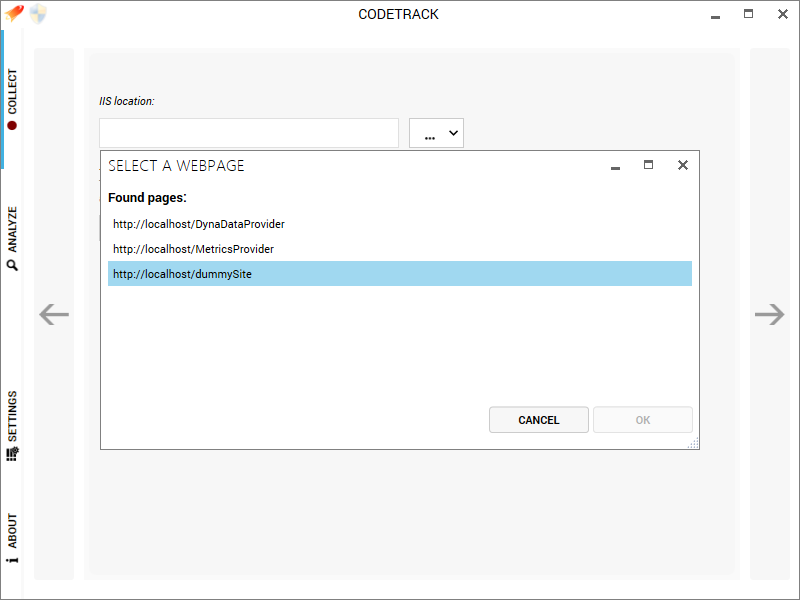 CODETRACK
COLLECT
ANALYZE
SETTINGS
ABOUT
IIS location:
...
SELECT A WEBPAGE
Found pages:
http://localhost/DynaDataProvider
http://localhost/MetricsProvider
http://localhost/dummySite
CANCEL
OK